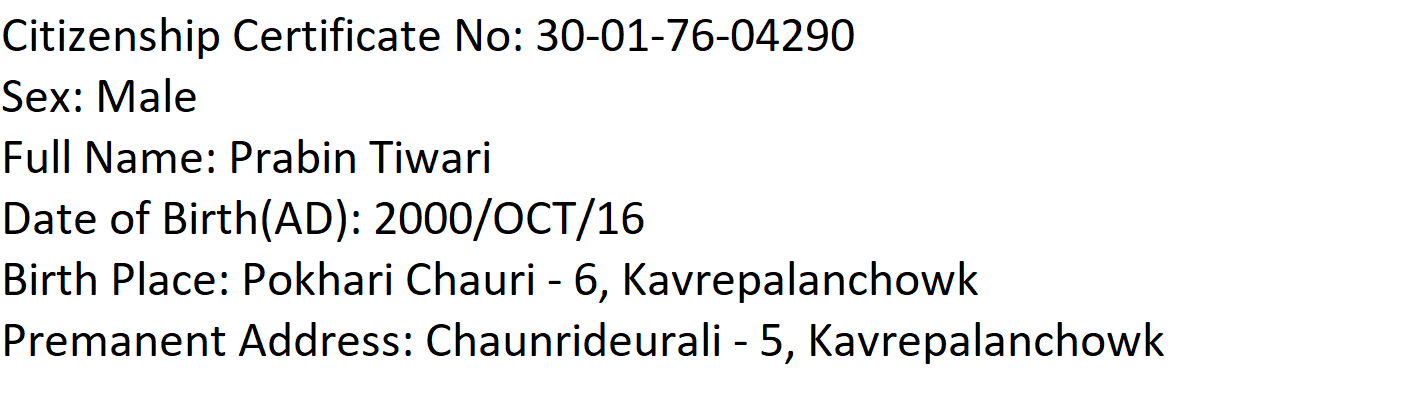 Citizenship Certificate No: 30-01-76-04290
Sex: Male
Full Name: Prabin Tiwari
Date of Birth(AD): 2000/OCT/16
Birth Place: Pokhari Chauri - 6, Kavrepalanchowk
Premanent Address: Chaunrideurali - 5, Kavrepalanchowk